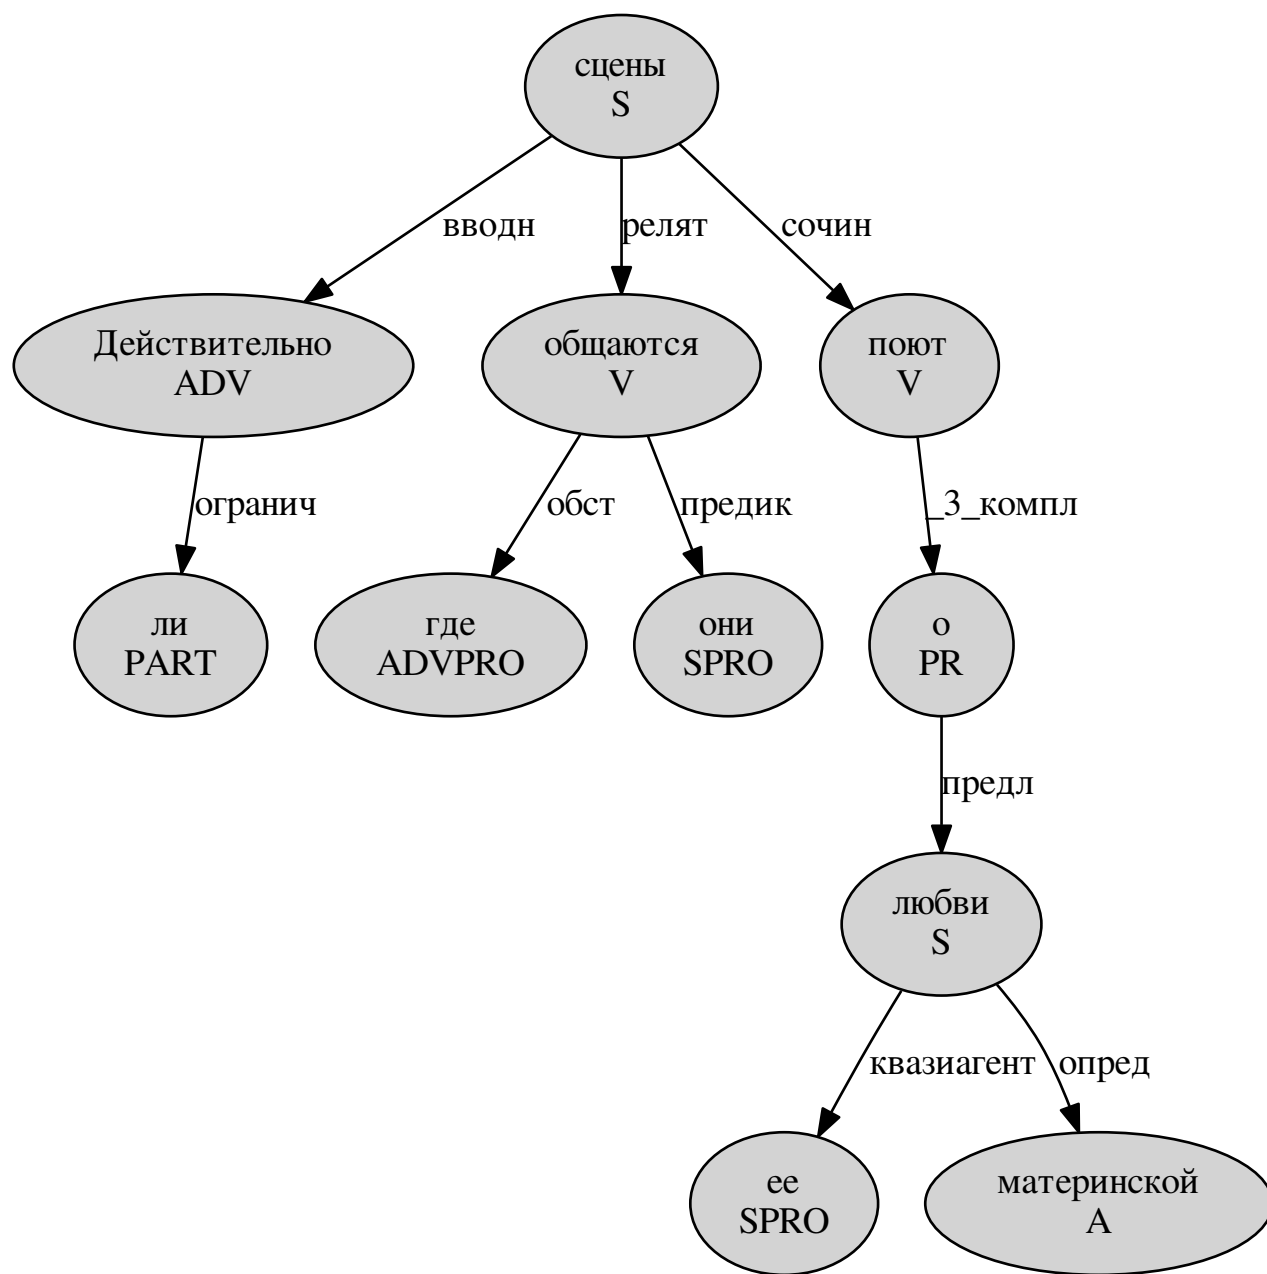 сцены
S
вводн
релят
сочин
Действительно
ADV
общаются
V
поют
V
огранич
обст
предик
_3_компл
ли
PART
где
ADVPRO
они
SPRO
о
PR
предл
любви
S
квазиагент
опред
ее
SPRO
материнской
A